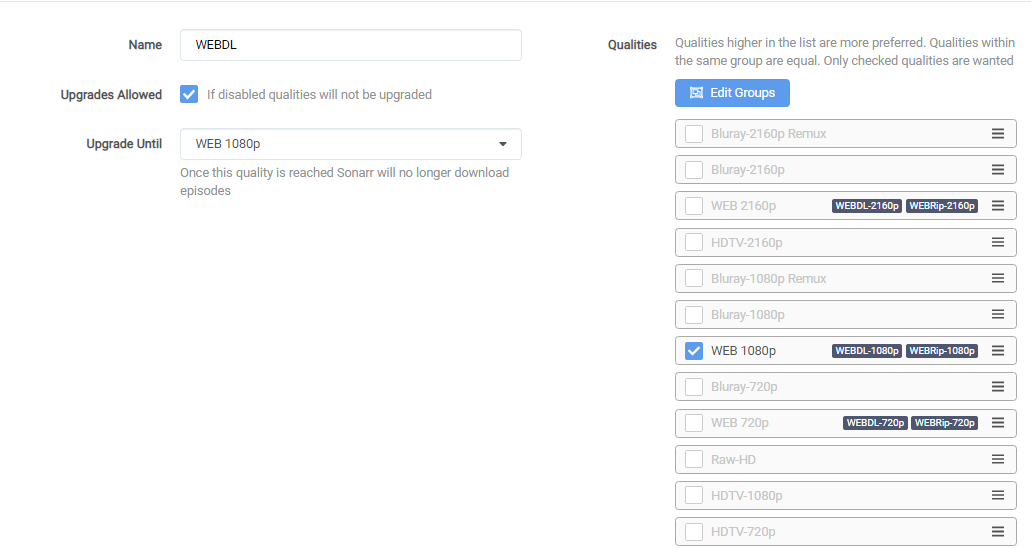 Name
WEBDL
Upgrades Allowed
If disabled qualities will not be upgraded
Upgrade Until
WEB 1080p
Once this quality is reached Sonarr will no longer download
episodes
Qualities
Qualities higher in the list are more preferred. Qualities within
the same group are equal. Only checked qualities are wanted
Edit Groups
Bluray-2160p Remux
Bluray-2160p
WEB 2160p WEBDL-2160p WEBRip-2160p
HDTV-2160p
Bluray-1080p Remux
Bluray-1080p
WEB 1080p WEBDL-1080p WEBRip-1080p
Bluray-720p
WEB 720p WEBDL-720p WEBRip-720p
Raw-HD
HDTV-1080p
HDTV-720p